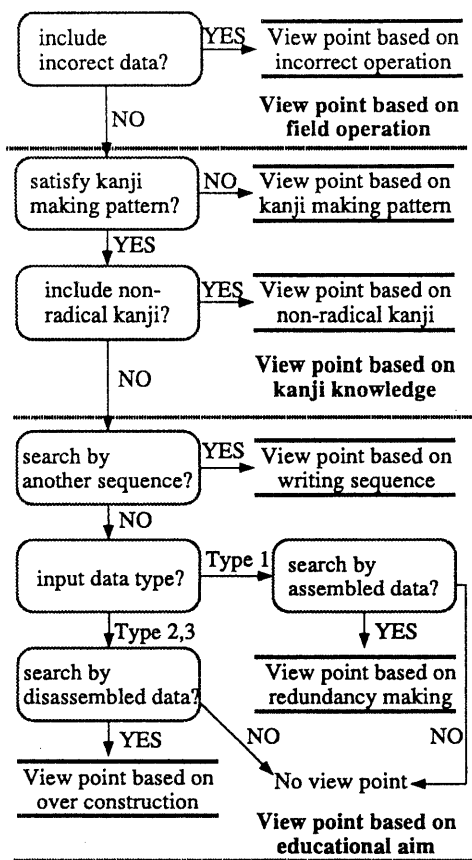 include
incorect data?
YES
View point based on
incorrect operation
NO
View point based on
field operation
satisfy kanji
making pattern?
NO
View point based on
kanji making pattern
YES
include non-
radical kanji?
YES
View point based on
non-radical kanji
NO
View point based on
kanji knowledge
search by
another sequence?
YES
View point based on
writing sequence
NO
input data type?
Type 1
search by
assembled data?
Type 2,3
YES
search by
disassembled data?
View point based on
redundancy making
YES
NO
NO
View point based on
over construction
No view point
View point based on
educational aim